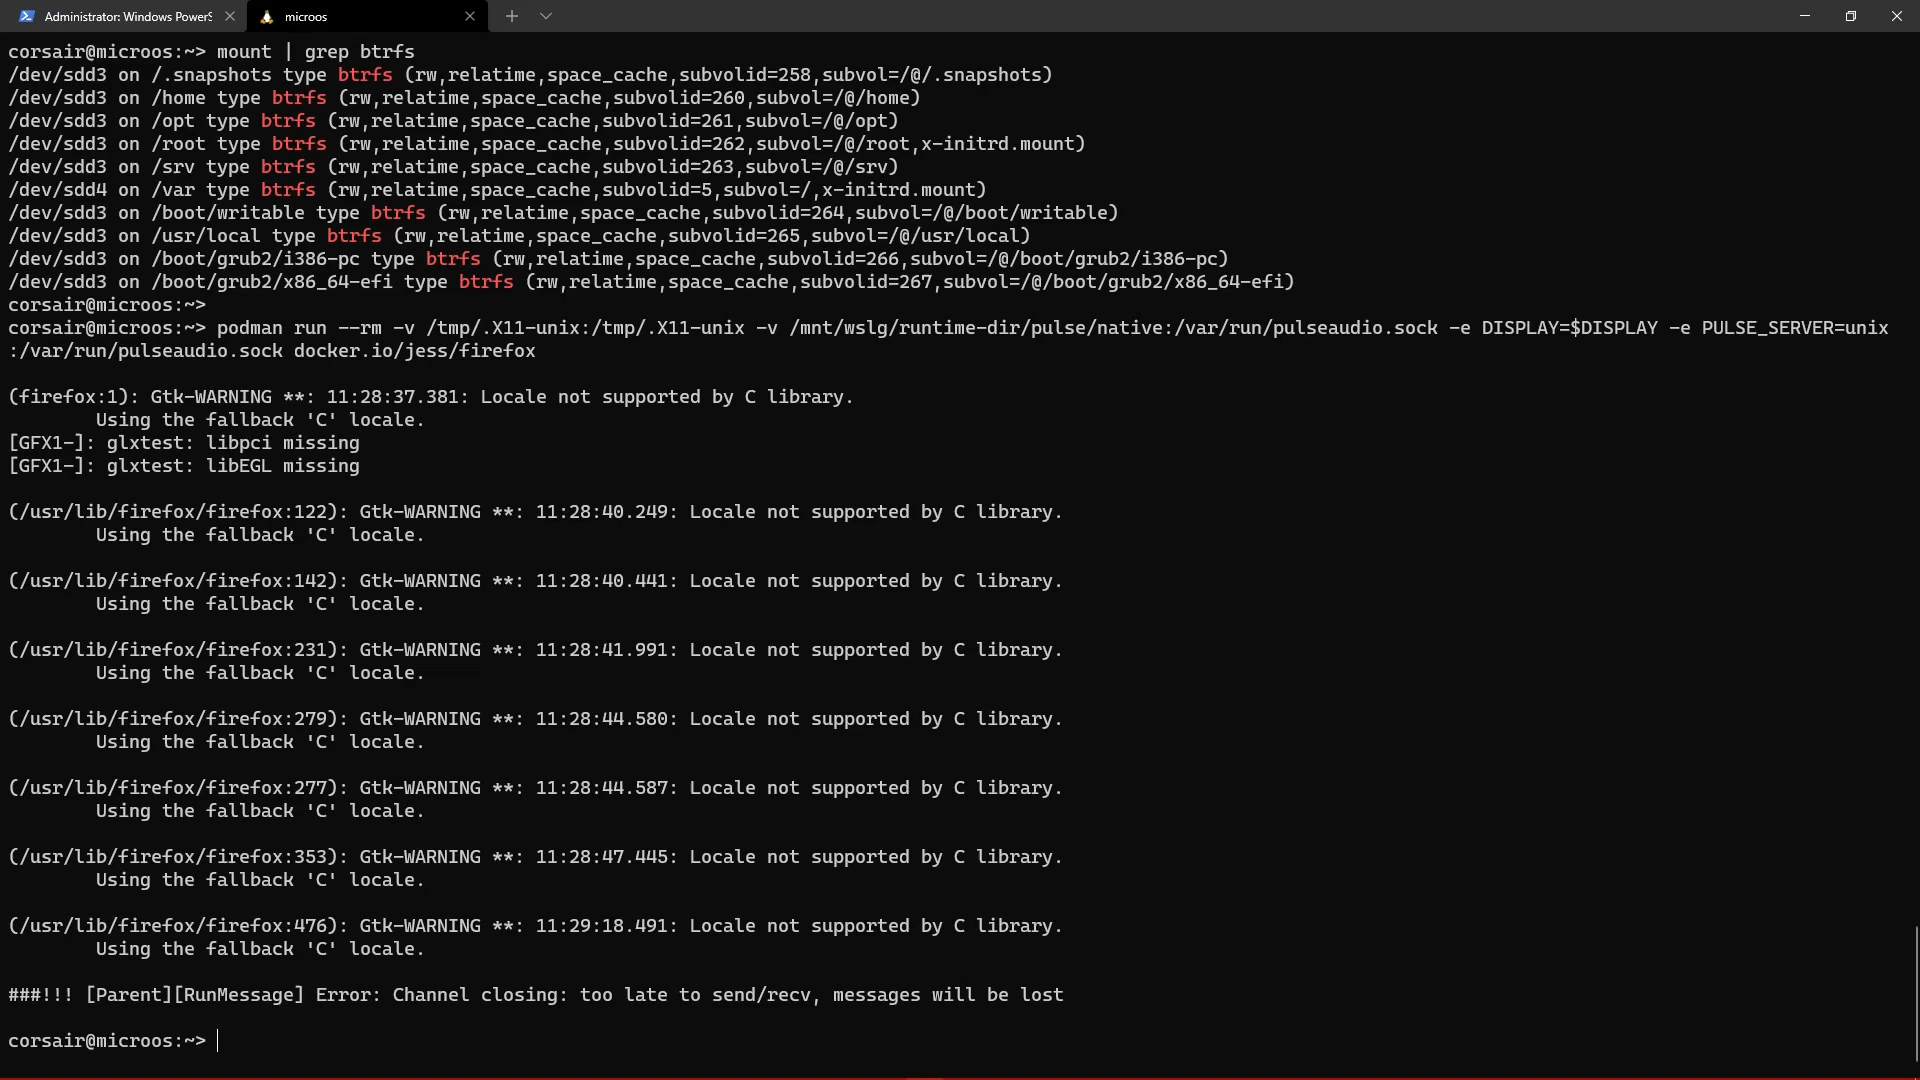 Administrator: Windows PowerS
microos
corsair@microos:~> mount | grep btrfs
/dev/sdd3 on /.snapshots type btrfs (rw,relatime,space_cache,subvolid=258,subvol=/@/.snapshots)
/dev/sdd3 on /home type btrfs (rw,relatime,space_cache,subvolid=260,subvol=/@/home)
/dev/sdd3 on /opt type btrfs (rw,relatime,space_cache,subvolid=261,subvol=/@/opt)
/dev/sdd3 on /root type btrfs (rw,relatime,space_cache,subvolid=262,subvol=/@/root,x-initrd.mount)
/dev/sdd3 on /srv type btrfs (rw,relatime,space_cache,subvolid=263,subvol=/@/srv)
/dev/sdd4 on /var type btrfs (rw,relatime,space_cache,subvolid=5,subvol=/,x-initrd.mount)
/dev/sdd3 on /boot/writable type btrfs (rw,relatime,space_cache,subvolid=264,subvol=/@/boot/writable)
/dev/sdd3 on /usr/local type btrfs (rw,relatime,space_cache,subvolid=265,subvol=/@/usr/local)
/dev/sdd3 on /boot/grub2/i386-pc type btrfs (rw,relatime,space_cache,subvolid=266,subvol=/@/boot/grub2/i386-pc)
/dev/sdd3 on /boot/grub2/x86_64-efi type btrfs (rw,relatime,space_cache,subvolid=267,subvol=/@/boot/grub2/x86_64-efi)
corsair@microos:~>
corsair@microos:~> podman run --rm -v /tmp/.X11-unix:/tmp/.X11-unix -v /mnt/wslg/runtime-dir/pulse/native:/var/run/pulseaudio.sock -e DISPLAY=$DISPLAY -e PULSE_SERVER=unix
:/var/run/pulseaudio.sock docker.io/jess/firefox
(firefox:1): Gtk-WARNING **: 11:28:37.381: Locale not supported by C library.
Using the fallback 'C' locale.
[GFX1-]: glxtest: libpci missing
[GFX1-]: glxtest: libEGL missing
(/usr/lib/firefox/firefox:122): Gtk-WARNING **: 11:28:40.249: Locale not supported by C library.
Using the fallback 'C' locale.
(/usr/lib/firefox/firefox:142): Gtk-WARNING **: 11:28:40.441: Locale not supported by C library.
Using the fallback 'C' locale.
(/usr/lib/firefox/firefox:231): Gtk-WARNING **: 11:28:41.991: Locale not supported by C library.
Using the fallback 'C' locale.
(/usr/lib/firefox/firefox:279): Gtk-WARNING **: 11:28:44.580: Locale not supported by C library.
Using the fallback 'C' locale.
(/usr/lib/firefox/firefox:277): Gtk-WARNING **: 11:28:44.587: Locale not supported by C library.
Using the fallback 'C' locale.
(/usr/lib/firefox/firefox:353): Gtk-WARNING **: 11:28:47.445: Locale not supported by C library.
Using the fallback 'C' locale.
(/usr/lib/firefox/firefox:476): Gtk-WARNING **: 11:29:18.491: Locale not supported by C library.
Using the fallback 'C' locale.
###!!! [Parent][RunMessage] Error: Channel closing: too late to send/recv, messages will be lost
corsair@microos:~>